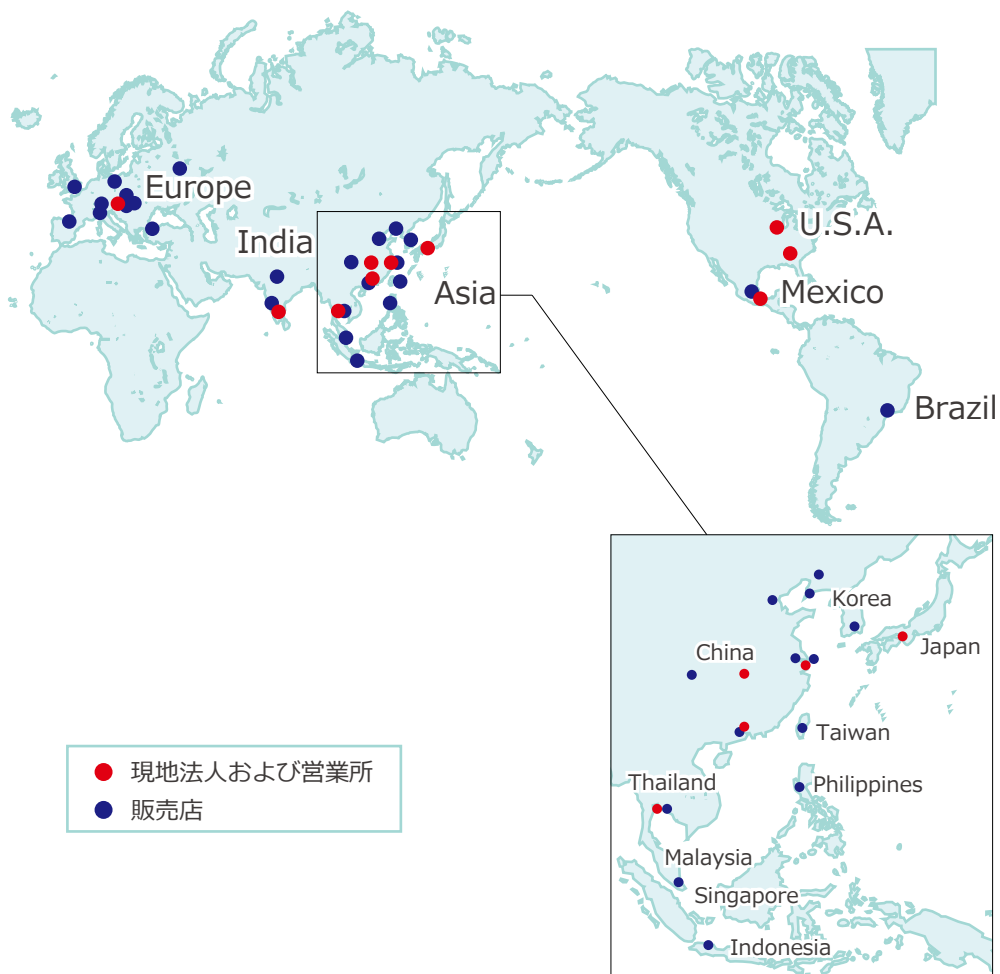 Europe
India
Asia
U.S.A.
Mexico
Brazil
Korea
Japan
China
Taiwan
Thailand
Philippines
Malaysia
Singapore
Indonesia
現地法人および営業所
販売店